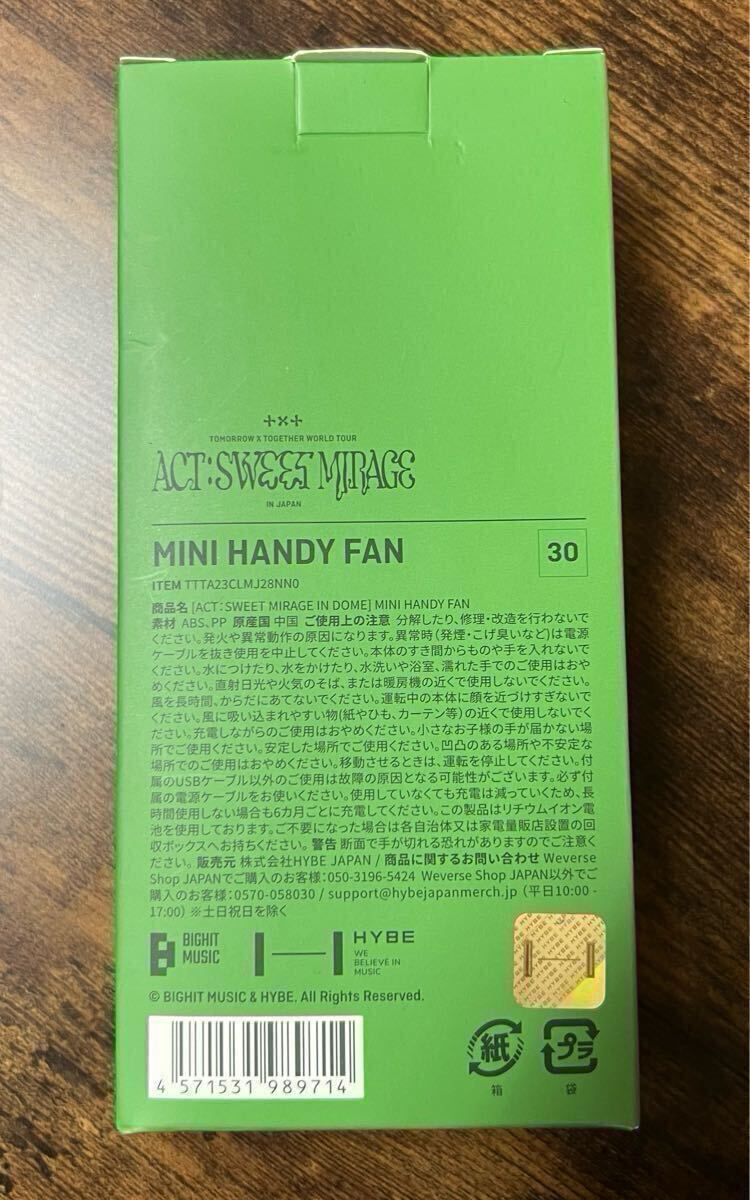 TOMORROW X TOGETHER WORLD TOUR
ACT:SWEET MIRAGE
IN JAPAN
MINI HANDY FAN
30
ITEM TTTA23CLMJ28NN0
商品名 [ACT:SWEET MIRAGE IN DOME] MINI HANDY FAN
素材 ABS、PP 原産国 中国 ご使用上の注意 分解したり、修理・改造を行わないで
ください。発火や異常動作の原因になります。異常時(発煙・こげ臭いなど)は電源
ケーブルを抜き使用を中止してください。本体のすき間からものや手を入れないで
ください。水につけたり、水をかけたり、水洗いや浴室、濡れた手でのご使用はおや
めください。直射日光や火気のそば、または暖房機の近くで使用しないでください。
風を長時間、からだにあてないでください。運転中の本体に顔を近づけすぎないで
ください。風に吸い込まれやすい物(紙やひも、カーテン等)の近くで使用しないでく
ださい。充電しながらのご使用はおやめください。小さなお子様の手が届かない場
所でご使用ください。安定した場所でご使用ください。凹凸のある場所や不安定な
場所でのご使用はおやめください。移動させるときは、運転を停止してください。付
属のUSBケーブル以外のご使用は故障の原因となる可能性がございます。必ず付
属の電源ケーブルをお使いください。使用していなくても充電は減っていくため、長
時間使用しない場合も6カ月ごとに充電してください。この製品はリチウムイオン電
池を使用しております。ご不要になった場合は各自治体又は家電量販店設置の回
収ボックスへお持ちください。警告 断面で手が切れる恐れがありますのでご注意く
ださい。販売元 株式会社HYBE JAPAN / 商品に関するお問い合わせ Weverse
Shop JAPANでご購入のお客様:050-3196-5424 Weverse Shop JAPAN以外でご
購入のお客様:0570-058030 / support@hybejapanmerch.jp (平日10:00 -
17:00) ※土日祝日を除く
BIGHIT
MUSIC
HYBE
WE
BELIEVE IN
MUSIC
© BIGHIT MUSIC & HYBE. All Rights Reserved.
4 571531 989714
紙
箱
プラ
袋